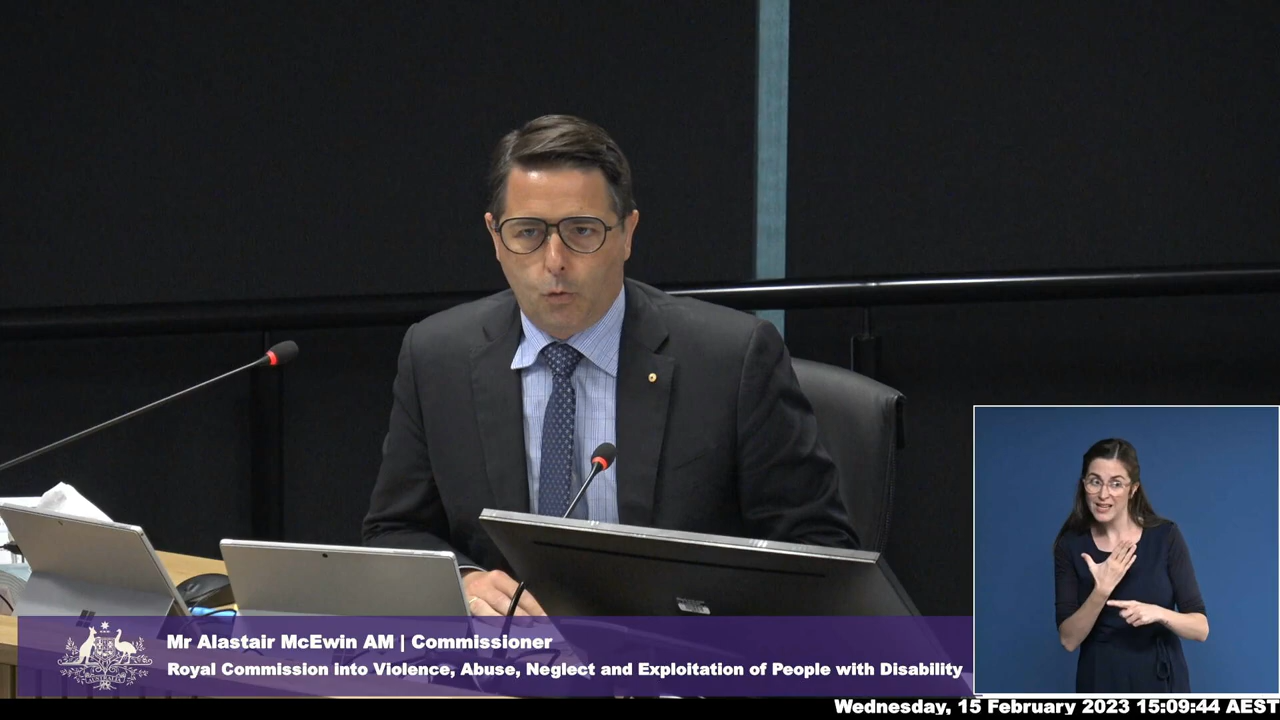 Mr Alastair McEwin AM | Commissioner
Royal Commission into Violence, Abuse, Neglect and Exploitation of People with Disability
AUSTRALIA
Wednesday, 15 February 2023 15:09:44 AEST